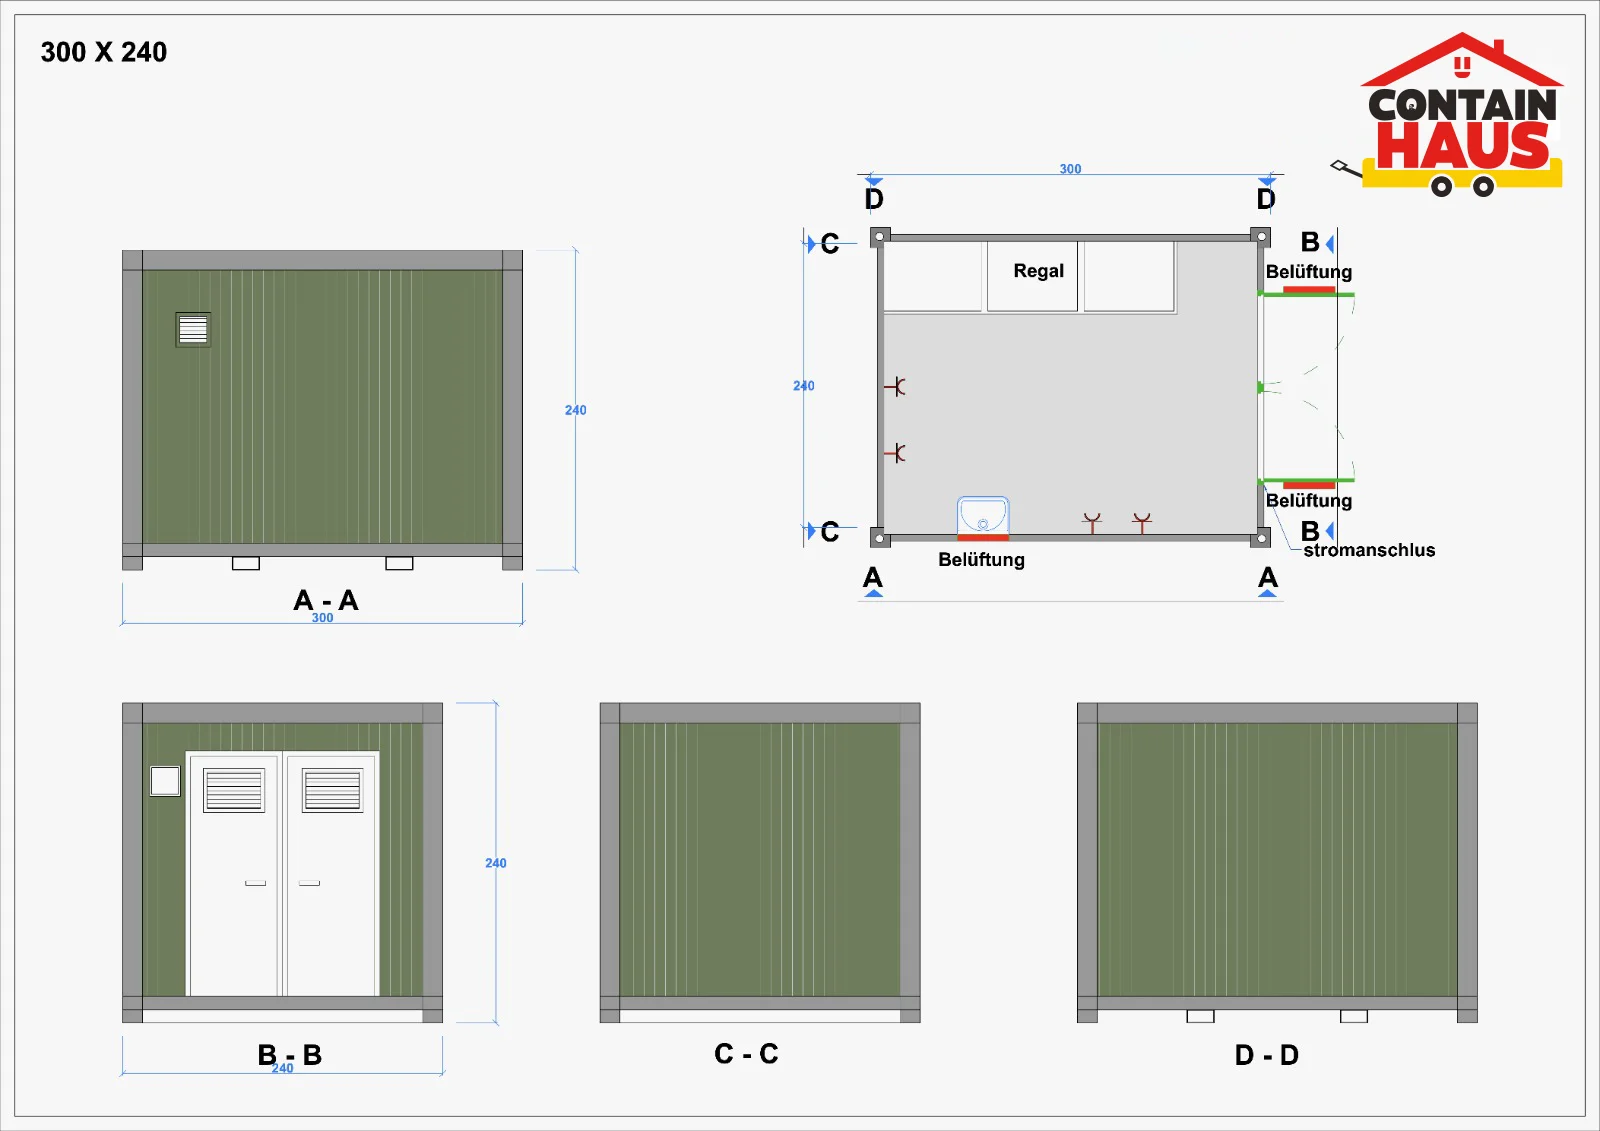 300 X 240
CONTAIN
HAUS
300
D
D
C
B
Belüftung
Regal
240
240
Belüftung
C
B
stromanschlus
Belüftung
A
A
A - A
300
240
B - B
240
C - C
D - D